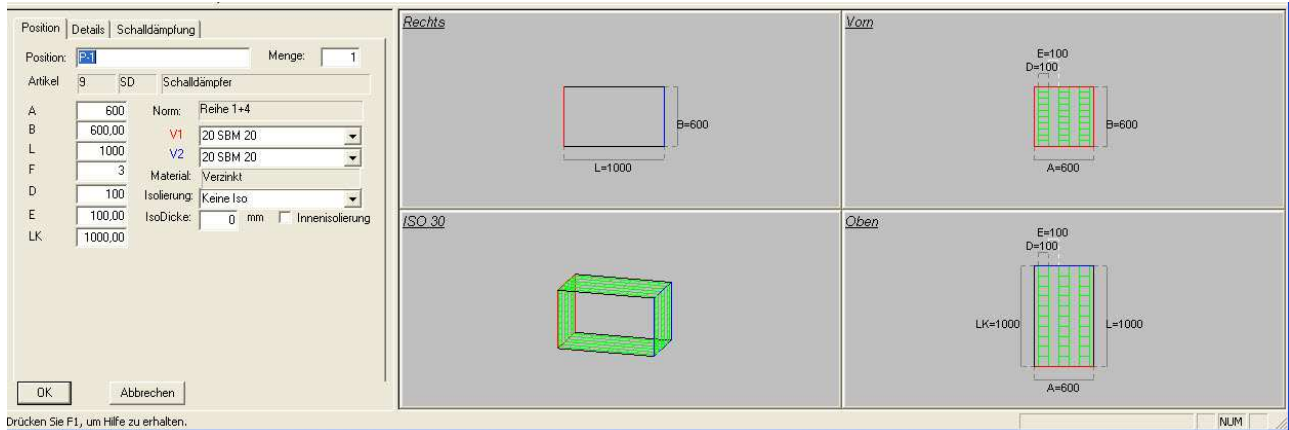 Position Details Schalldämpfung
Position: P-1 Menge: 1
Artikel 9 SD Schalldämpfer
A 600 Norm: Reihe 1+4
B 600,00 V1 20 SBM 20
L 1000 V2 20 SBM 20
F 3 Material: Verzinkt
D 100 Isolierung: Keine Iso
E 100,00 IsoDicke: 0 mm Innenisolierung
LK 1000,00
OK Abbrechen
Rechts
B=600
L=1000
Vorn
E=100
D=100
B=600
A=600
ISO 30
Oben
E=100
D=100
LK=1000
L=1000
A=600
Drücken Sie F1, um Hilfe zu erhalten.
NUM